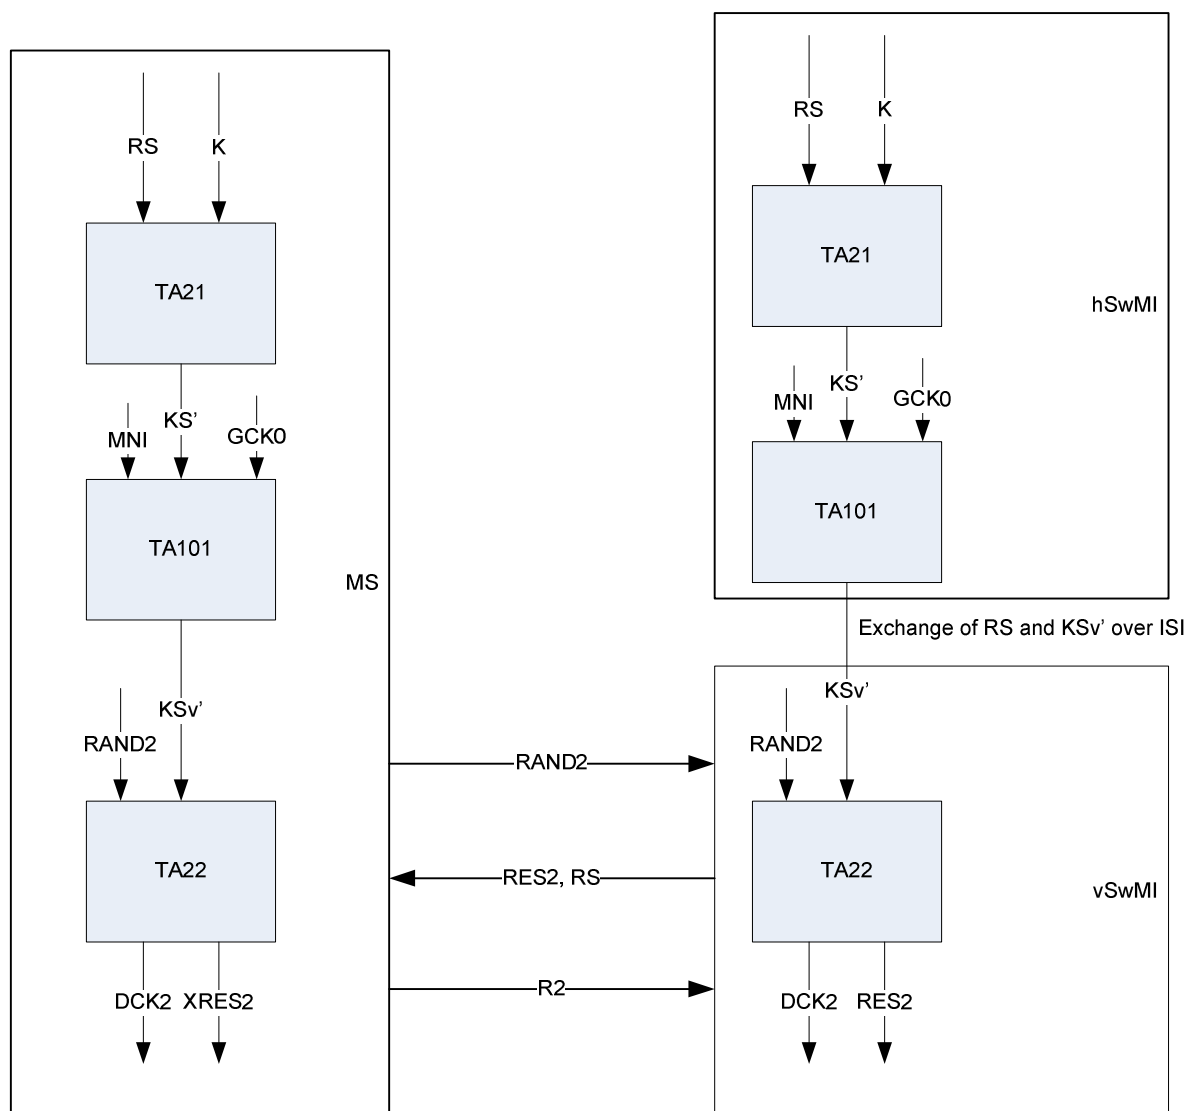 RS
K
TA21
KS’
MNI
GCK0
TA101
MS
KSv’
RAND2
TA22
DCK2
XRES2
RS
K
TA21
hSwMI
KS’
MNI
GCK0
TA101
Exchange of RS and KSv’ over ISI
KSv’
RAND2
RAND2
RES2, RS
TA22
vSwMI
R2
DCK2
RES2